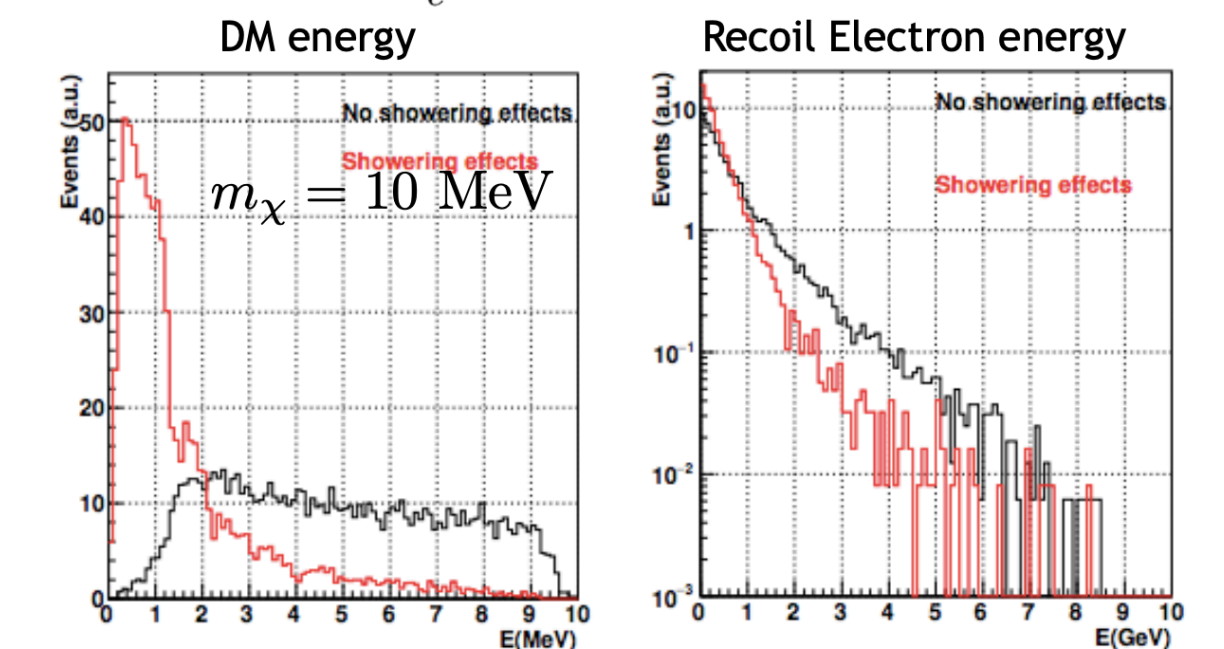 DM energy
Events (a.u.)
No showering effects
Showering effects
m_χ = 10 MeV
50
40
30
20
10
0
0 1 2 3 4 5 6 7 8 9 10
E(MeV)
Recoil Electron energy
Events (a.u.)
No showering effects
Showering effects
10
1
10⁻¹
10⁻²
10⁻³
0 1 2 3 4 5 6 7 8 9 10
E(GeV)